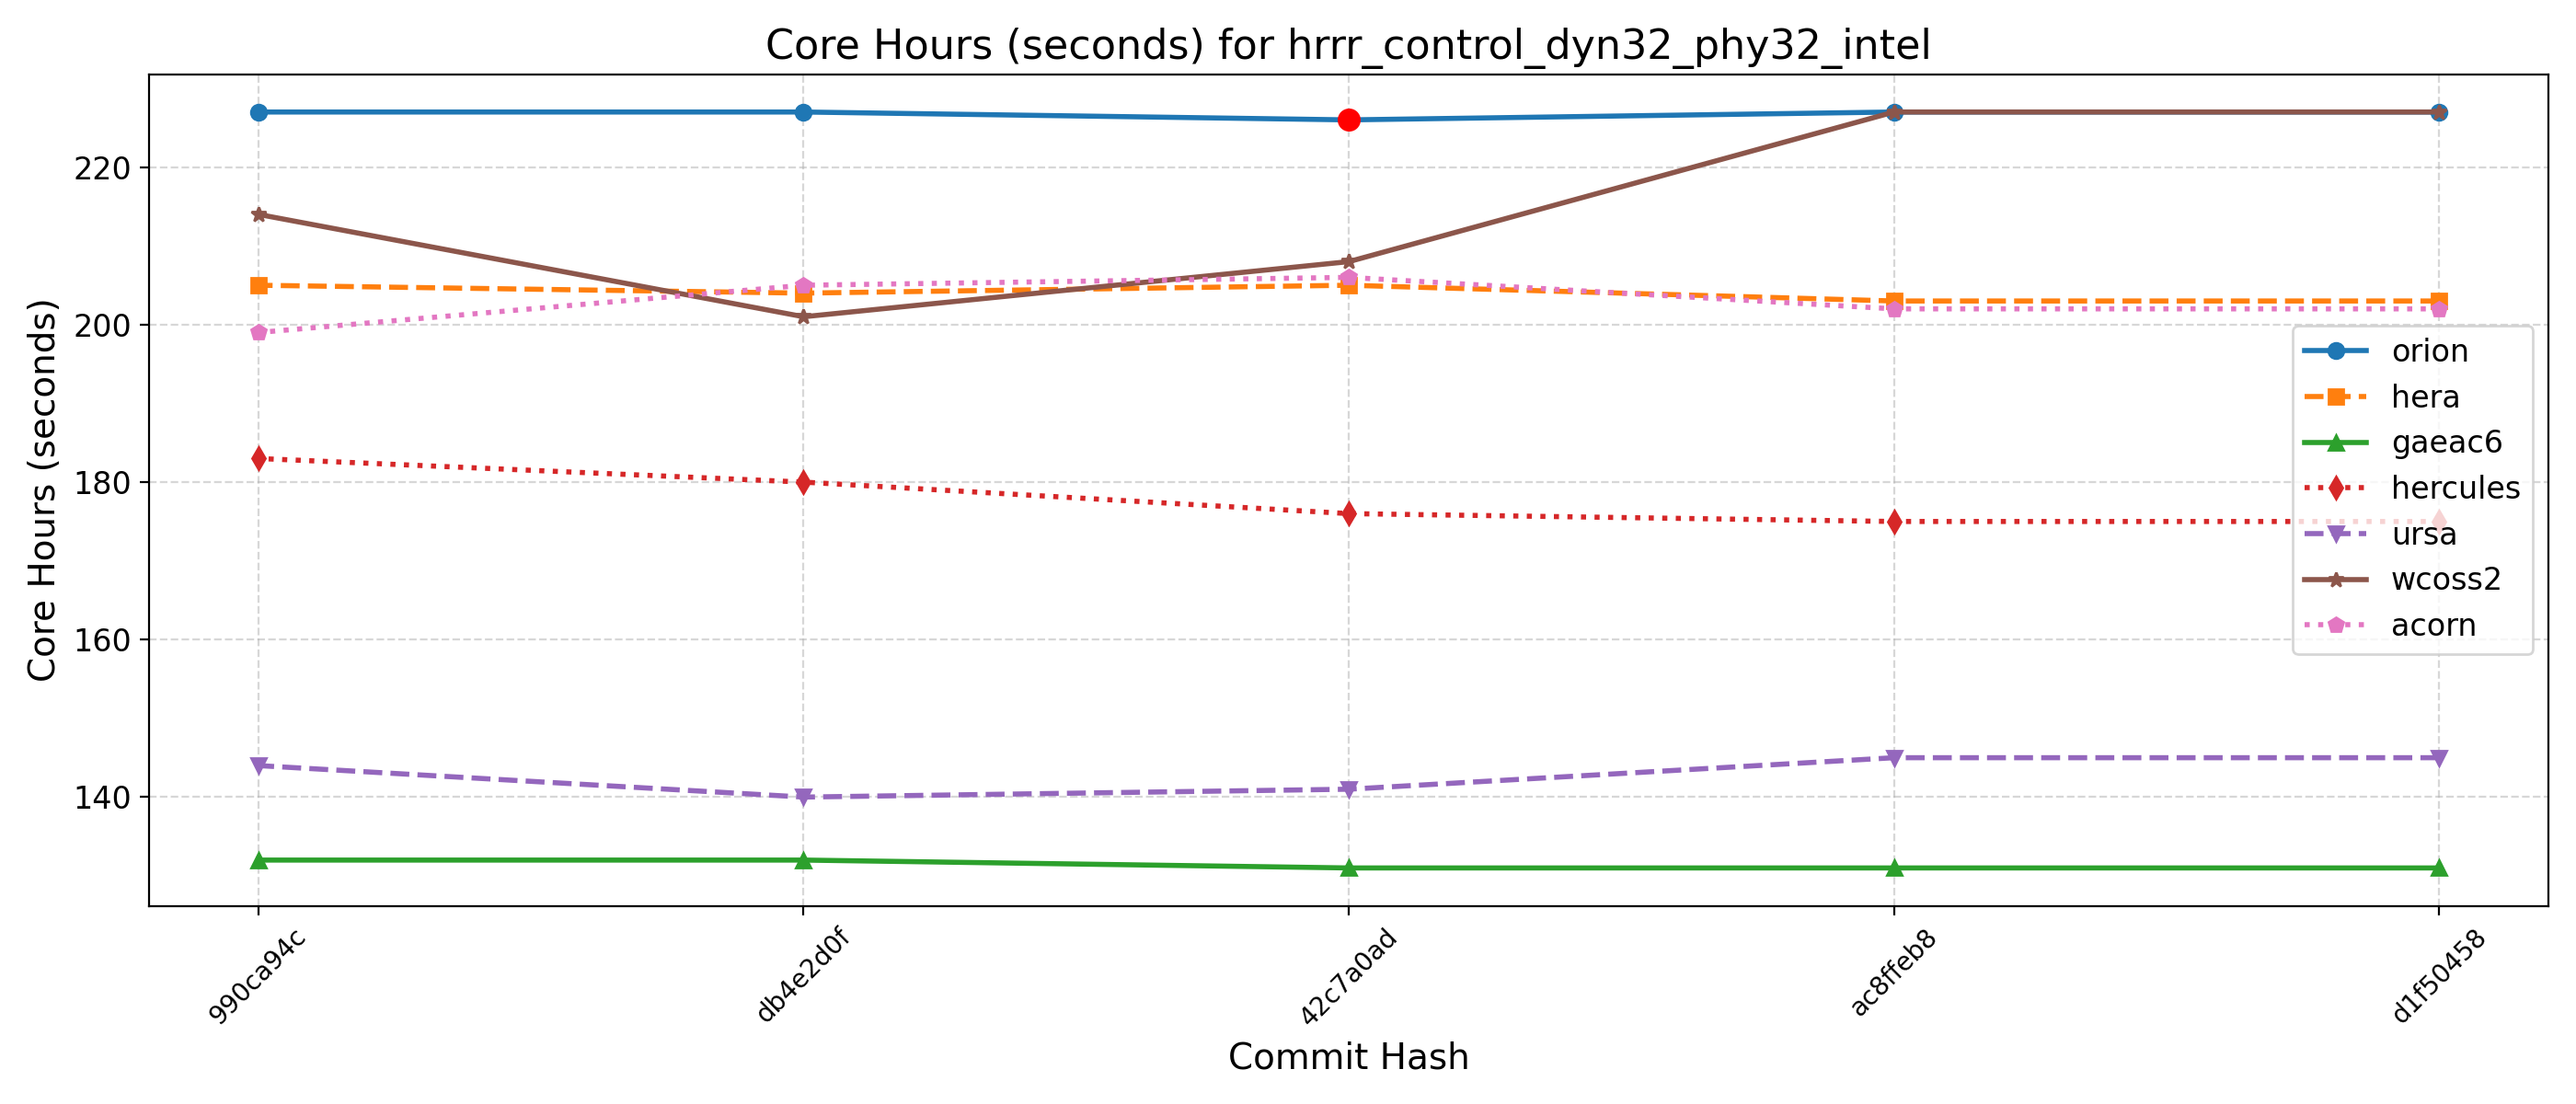 Core Hours (seconds) for hrrr_control_dyn32_phy32_intel
Core Hours (seconds)
220
200
180
160
140
orion
hera
gaeac6
hercules
ursa
wcoss2
acorn
990ca94c
db4e2d0f
42c7a0ad
ac8ffeb8
d1f50458
Commit Hash